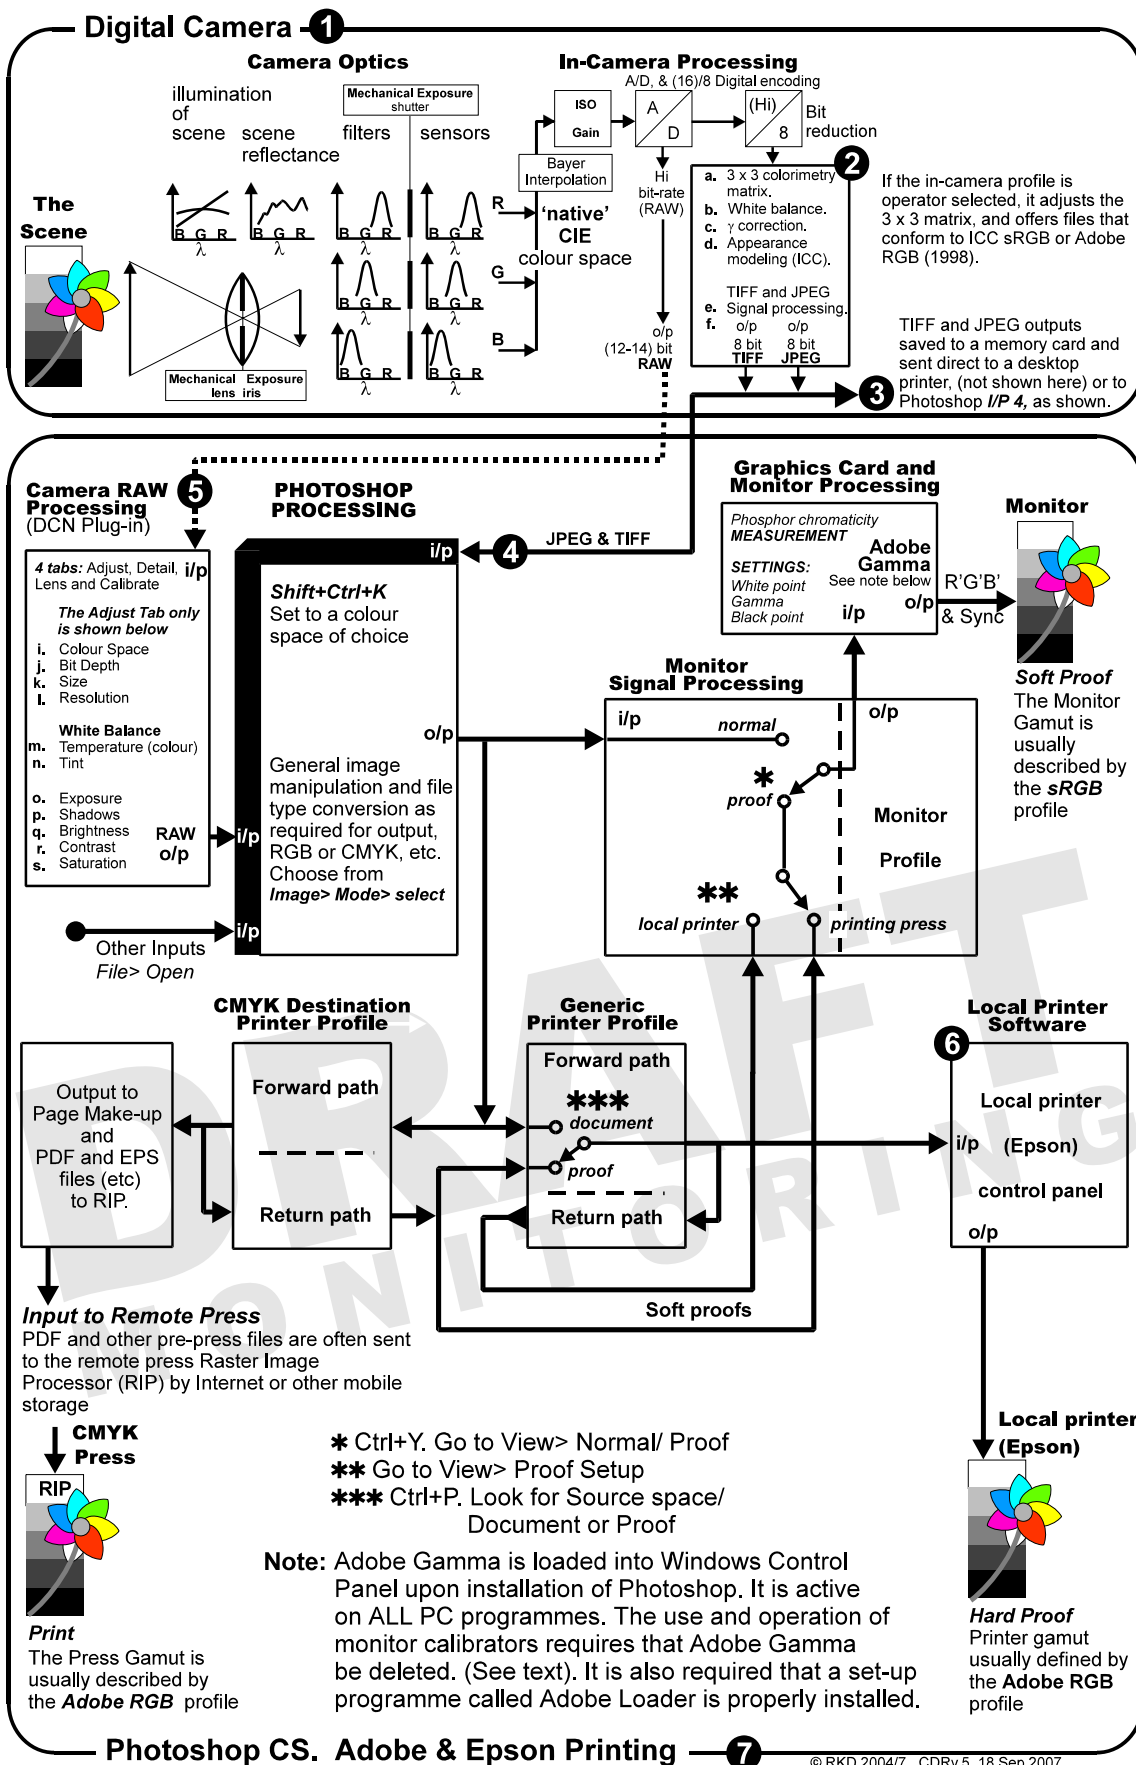 Digital Camera 1
Camera Optics
In-Camera Processing
A/D, & (16)/8 Digital encoding
illumination
of
scene
scene
reflectance
Mechanical Exposure
shutter
filters
sensors
ISO
Gain
A
D
(Hi)
8
Bit
reduction
Bayer
Interpolation
Hi
bit-rate
(RAW)
2
a. 3 x 3 colorimetry
matrix.
b. White balance.
c. γ correction.
d. Appearance
modeling (ICC).
TIFF and JPEG
e. Signal processing.
f. o/p o/p
8 bit 8 bit
TIFF JPEG
If the in-camera profile is
operator selected, it adjusts the
3 x 3 matrix, and offers files that
conform to ICC sRGB or Adobe
RGB (1998).
The
Scene
B G R
λ
B G R
λ
B G R
λ
B G R
λ
B G R
λ
B G R
λ
B G R
λ
B G R
λ
R
G
B
'native'
CIE
colour space
Mechanical Exposure
lens iris
o/p
(12-14) bit
RAW
3
TIFF and JPEG outputs
saved to a memory card and
sent direct to a desktop
printer, (not shown here) or to
Photoshop I/P 4, as shown.
Camera RAW
Processing
(DCN Plug-in)
5
4 tabs: Adjust, Detail,
Lens and Calibrate
i/p
The Adjust Tab only
is shown below
i. Colour Space
j. Bit Depth
k. Size
l. Resolution
White Balance
m. Temperature (colour)
n. Tint
o. Exposure
p. Shadows
q. Brightness
r. Contrast
s. Saturation
RAW
o/p
PHOTOSHOP
PROCESSING
i/p
4
JPEG & TIFF
Shift+Ctrl+K
Set to a colour
space of choice
o/p
General image
manipulation and file
type conversion as
required for output,
RGB or CMYK, etc.
Choose from
Image> Mode> select
i/p
i/p
Other Inputs
File> Open
Graphics Card and
Monitor Processing
Phosphor chromaticity
MEASUREMENT
SETTINGS:
White point
Gamma
Black point
Adobe
Gamma
See note below
i/p
o/p
R'G'B'
& Sync
Monitor
Soft Proof
The Monitor
Gamut is
usually
described by
the sRGB
profile
Monitor
Signal Processing
i/p
normal
o/p
*
proof
Monitor
Profile
**
local printer
printing press
CMYK Destination
Printer Profile
Generic
Printer Profile
Local Printer
Software
6
Output to
Page Make-up
and
PDF and EPS
files (etc)
to RIP.
Forward path
Return path
Forward path
***
document
proof
Return path
Local printer
i/p
(Epson)
control panel
o/p
Soft proofs
Input to Remote Press
PDF and other pre-press files are often sent
to the remote press Raster Image
Processor (RIP) by Internet or other mobile
storage
CMYK
Press
RIP
Print
The Press Gamut is
usually described by
the Adobe RGB profile
* Ctrl+Y. Go to View> Normal/ Proof
** Go to View> Proof Setup
*** Ctrl+P. Look for Source space/
Document or Proof
Note: Adobe Gamma is loaded into Windows Control
Panel upon installation of Photoshop. It is active
on ALL PC programmes. The use and operation of
monitor calibrators requires that Adobe Gamma
be deleted. (See text). It is also required that a set-up
programme called Adobe Loader is properly installed.
Local printer
(Epson)
Hard Proof
Printer gamut
usually defined by
the Adobe RGB
profile
DRAFT
MONITORING
Photoshop CS. Adobe & Epson Printing 7
© RKD 2004/7 CDRv 5 18 Sep 2007